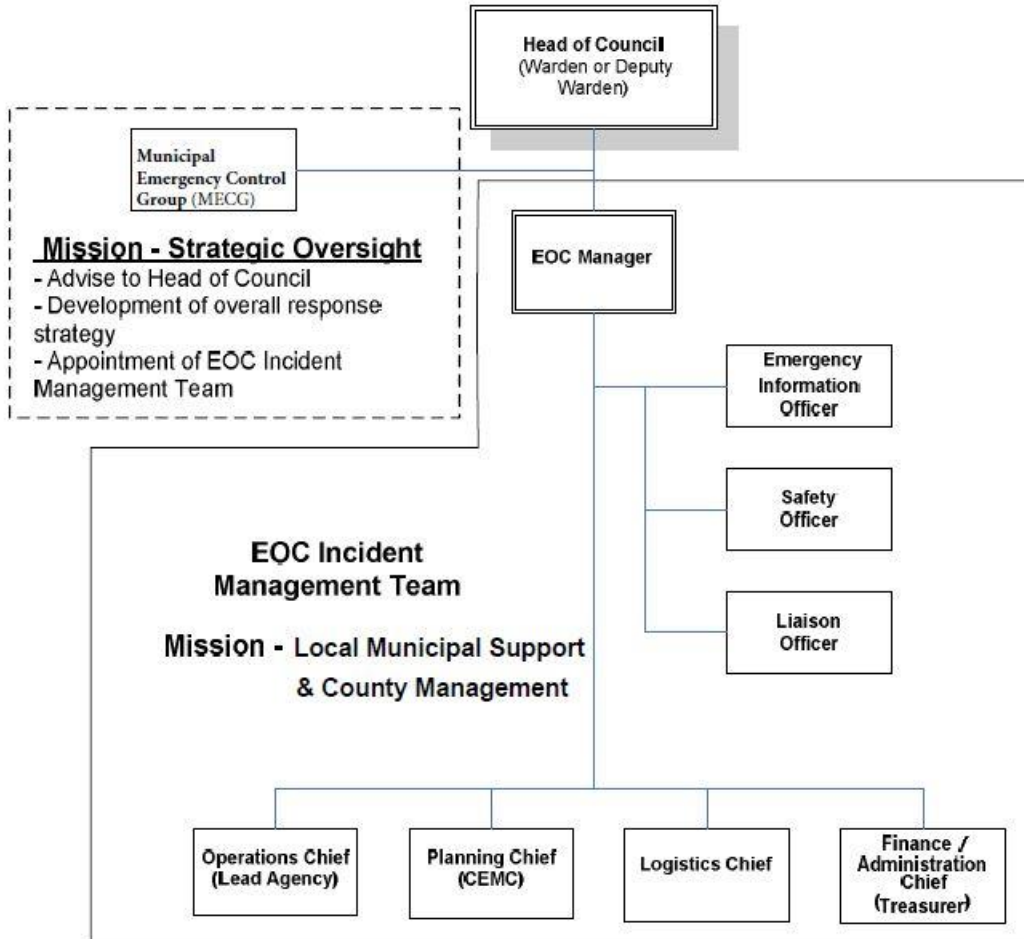 Head of Council
(Warden or Deputy
Warden)
Municipal
Emergency Control
Group (MECG)
Mission - Strategic Oversight
- Advise to Head of Council
- Development of overall response
strategy
- Appointment of EOC Incident
Management Team
EOC Manager
Emergency
Information
Officer
Safety
Officer
Liaison
Officer
EOC Incident
Management Team
Mission - Local Municipal Support
& County Management
Operations Chief
(Lead Agency)
Planning Chief
(CEMC)
Logistics Chief
Finance /
Administration
Chief
(Treasurer)